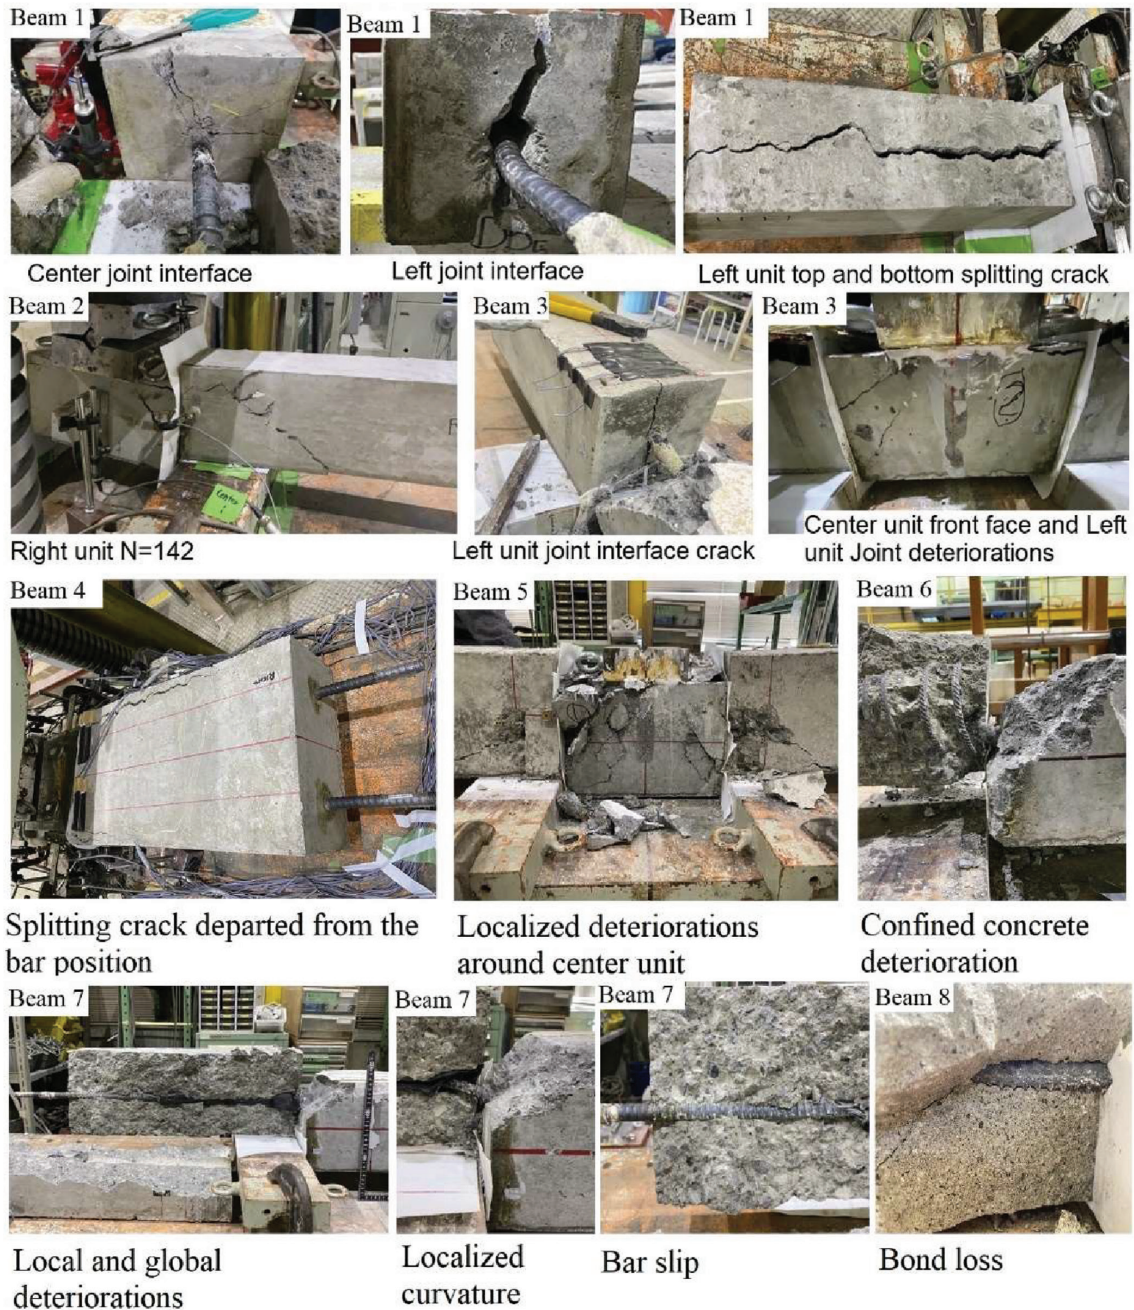 Beam 1
Beam 1
Beam 1
Center joint interface
Left joint interface
Left unit top and bottom splitting crack
Beam 2
Beam 3
Beam 3
Center
Right unit N=142
Left unit joint interface crack
Center unit front face and Left
unit Joint deteriorations
Beam 4
Beam 5
Beam 6
Splitting crack departed from the
bar position
Localized deteriorations
around center unit
Confined concrete
deterioration
Beam 7
Beam 7
Beam 7
Beam 8
Local and global
deteriorations
Localized
curvature
Bar slip
Bond loss